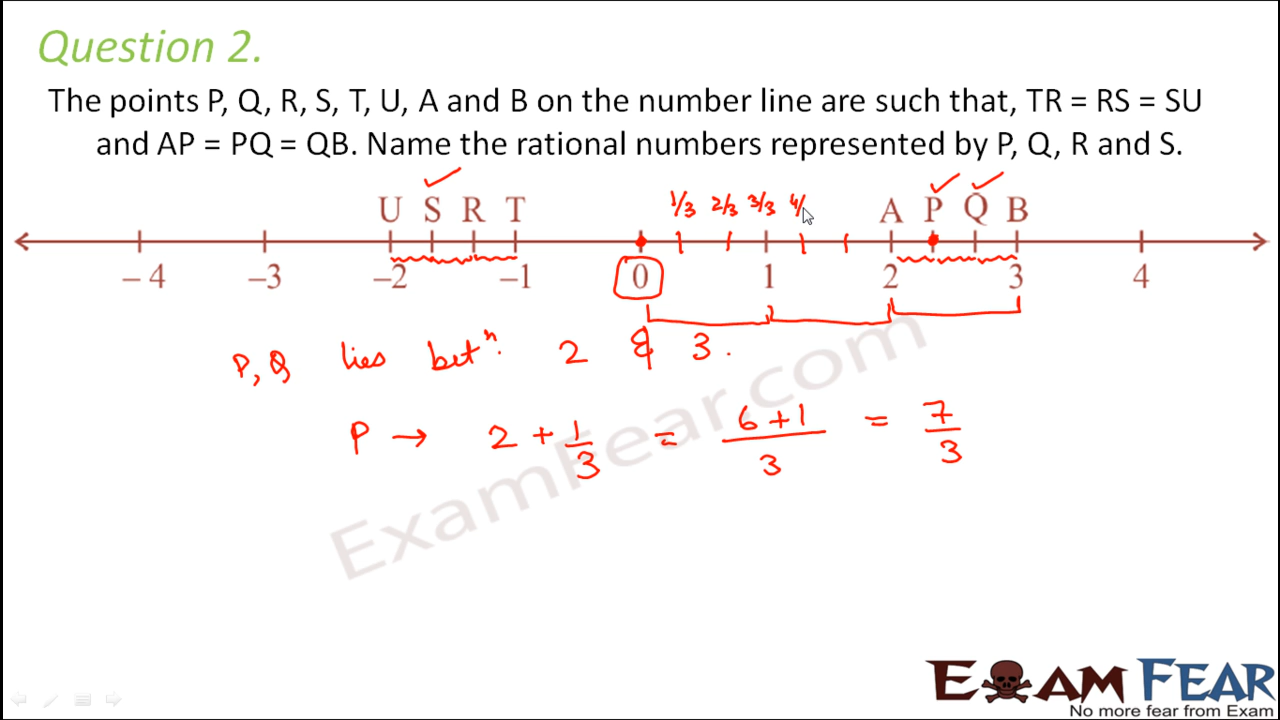 Question 2.
The points P, Q, R, S, T, U, A and B on the number line are such that, TR = RS = SU
and AP = PQ = QB. Name the rational numbers represented by P, Q, R and S.
1/3 2/3 3/3 4/
U S R T A P Q B
– 4 –3 –2 –1 0 1 2 3 4
P, Q lies betn. 2 & 3.
P → 2 + 1/3 = 6+1/3 = 7/3
ExamFear.com
EXAM FEAR
No more fear from Exam